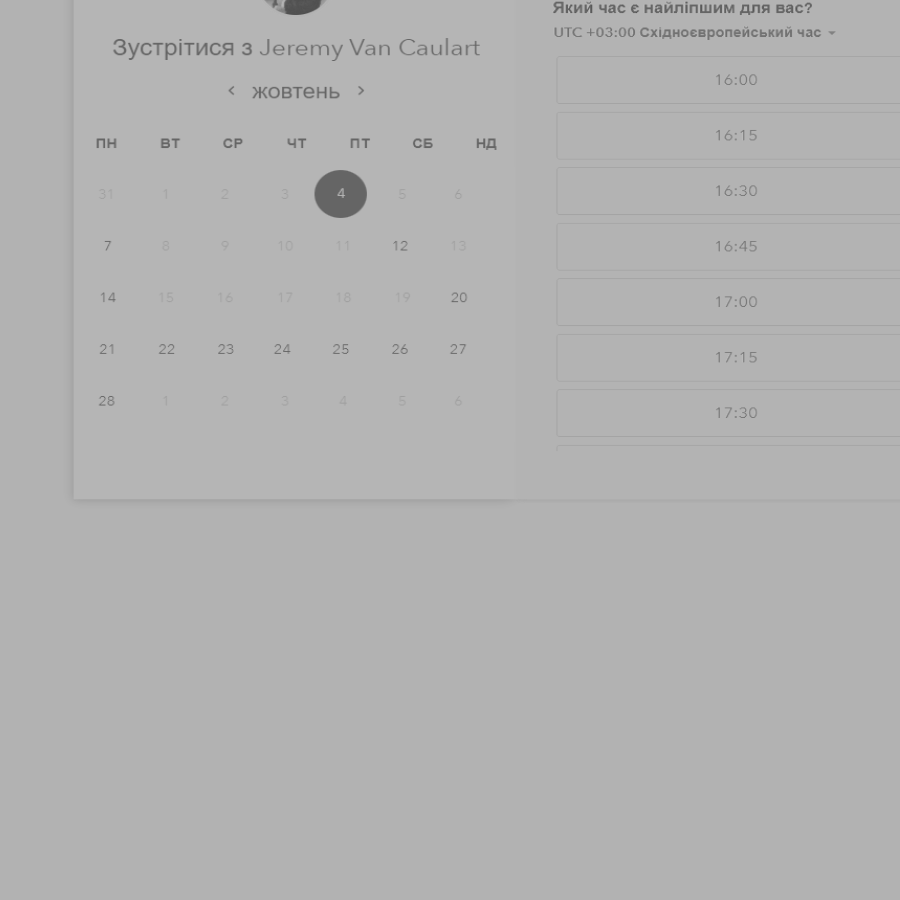 Зустрітися з Jeremy Van Caulart
жовтень
ПН ВТ СР ЧТ ПТ СБ НД
31 1 2 3 4 5 6
7 8 9 10 11 12 13
14 15 16 17 18 19 20
21 22 23 24 25 26 27
28 1 2 3 4 5 6
Який час є найліпшим для вас?
UTC +03:00 Східноєвропейський час
16:00
16:15
16:30
16:45
17:00
17:15
17:30